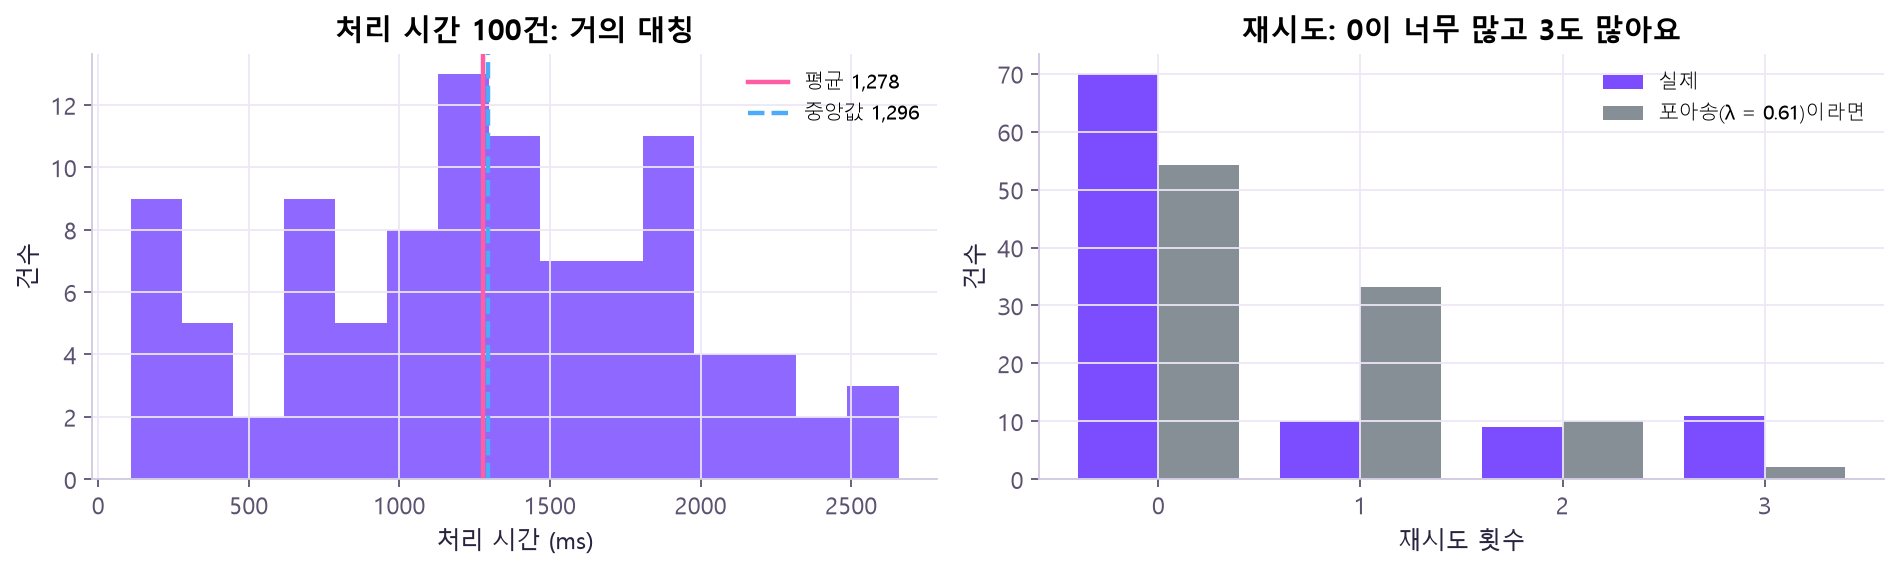 처리 시간 100건: 거의 대칭
평균 1,278
중앙값 1,296
건수
12
10
8
6
4
2
0
0 500 1000 1500 2000 2500
처리 시간 (ms)
재시도: 0이 너무 많고 3도 많아요
실제
포아송(λ = 0.61)이라면
건수
70
60
50
40
30
20
10
0
0 1 2 3
재시도 횟수